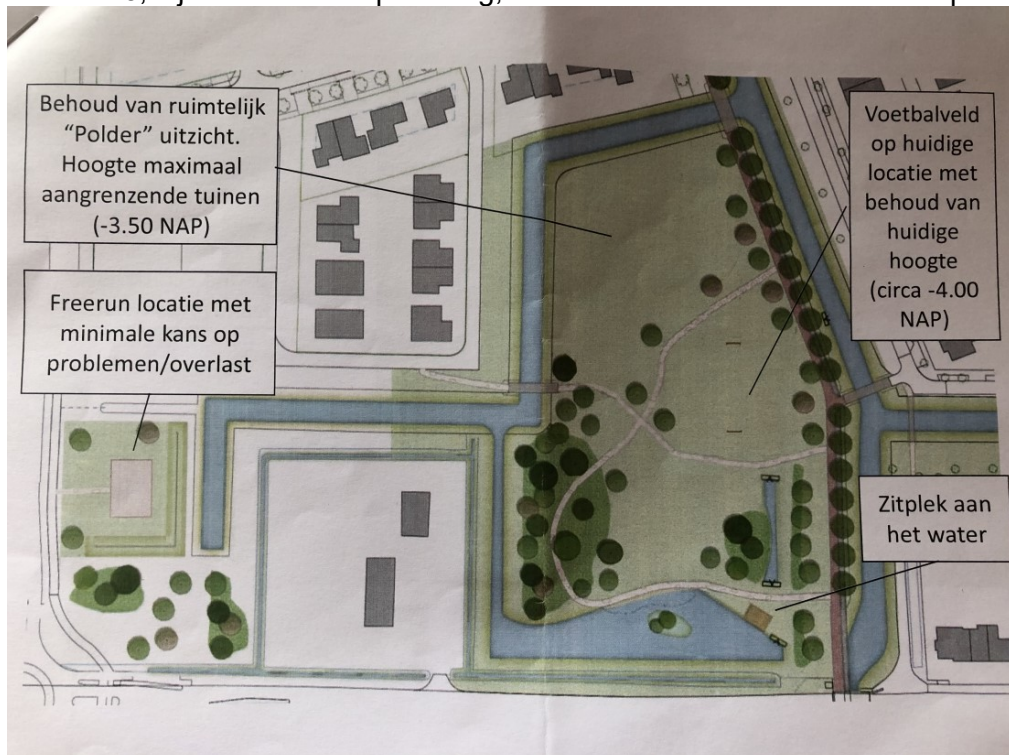 Behoud van ruimtelijk
“Polder” uitzicht.
Hoogte maximaal
aangrenzende tuinen
(-3.50 NAP)
Freerun locatie met
minimale kans op
problemen/overlast
Voetbalveld
op huidige
locatie met
behoud van
huidige
hoogte
(circa -4.00
NAP)
Zitplek aan
het water